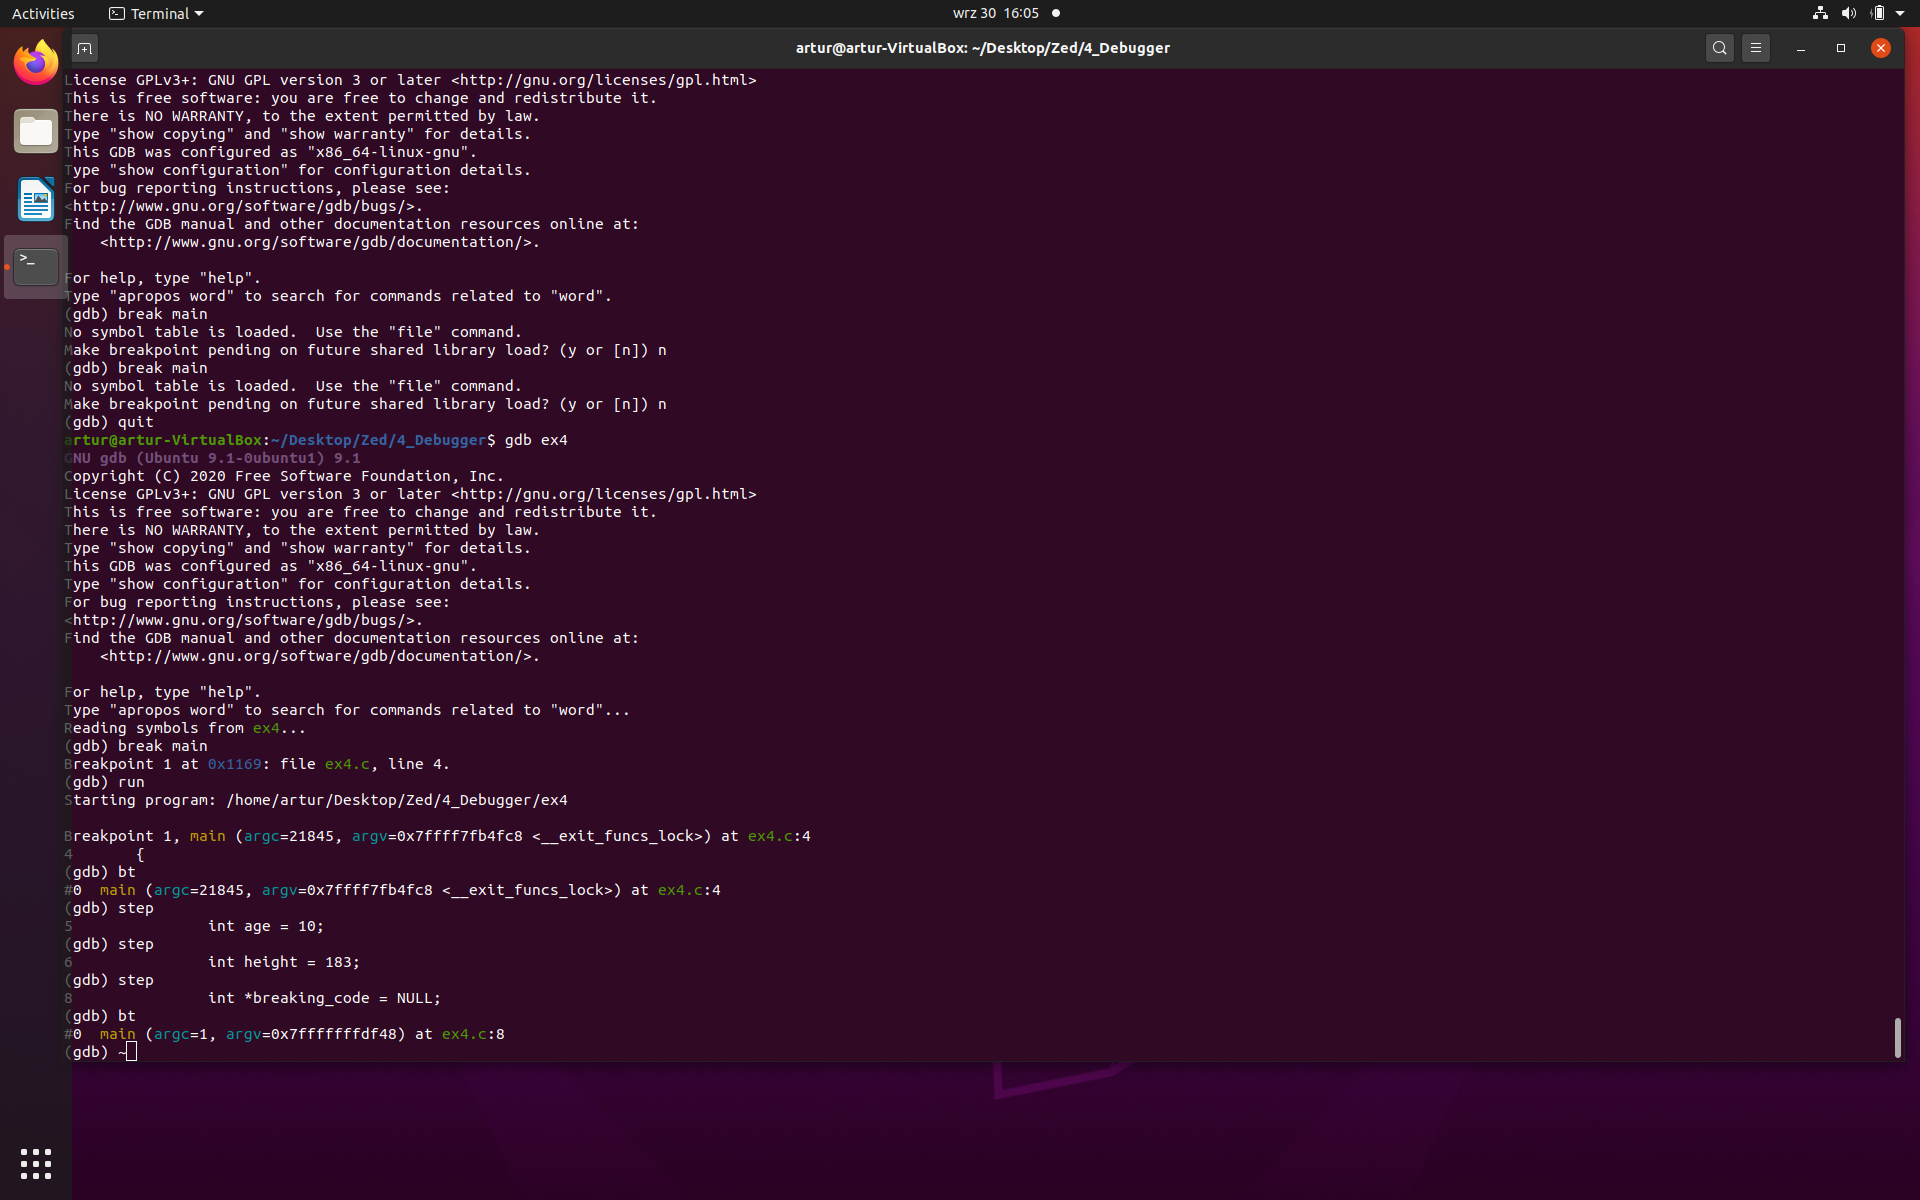 Activities
Terminal
wrz 30 16:05
artur@artur-VirtualBox: ~/Desktop/Zed/4_Debugger
License GPLv3+: GNU GPL version 3 or later <http://gnu.org/licenses/gpl.html>
This is free software: you are free to change and redistribute it.
There is NO WARRANTY, to the extent permitted by law.
Type "show copying" and "show warranty" for details.
This GDB was configured as "x86_64-linux-gnu".
Type "show configuration" for configuration details.
For bug reporting instructions, please see:
<http://www.gnu.org/software/gdb/bugs/>.
Find the GDB manual and other documentation resources online at:
    <http://www.gnu.org/software/gdb/documentation/>.
For help, type "help".
Type "apropos word" to search for commands related to "word".
(gdb) break main
No symbol table is loaded.  Use the "file" command.
Make breakpoint pending on future shared library load? (y or [n]) n
(gdb) break main
No symbol table is loaded.  Use the "file" command.
Make breakpoint pending on future shared library load? (y or [n]) n
(gdb) quit
artur@artur-VirtualBox:~/Desktop/Zed/4_Debugger$ gdb ex4
GNU gdb (Ubuntu 9.1-0ubuntu1) 9.1
Copyright (C) 2020 Free Software Foundation, Inc.
License GPLv3+: GNU GPL version 3 or later <http://gnu.org/licenses/gpl.html>
This is free software: you are free to change and redistribute it.
There is NO WARRANTY, to the extent permitted by law.
Type "show copying" and "show warranty" for details.
This GDB was configured as "x86_64-linux-gnu".
Type "show configuration" for configuration details.
For bug reporting instructions, please see:
<http://www.gnu.org/software/gdb/bugs/>.
Find the GDB manual and other documentation resources online at:
    <http://www.gnu.org/software/gdb/documentation/>.
For help, type "help".
Type "apropos word" to search for commands related to "word"...
Reading symbols from ex4...
(gdb) break main
Breakpoint 1 at 0x1169: file ex4.c, line 4.
(gdb) run
Starting program: /home/artur/Desktop/Zed/4_Debugger/ex4
Breakpoint 1, main (argc=21845, argv=0x7ffff7fb4fc8 <__exit_funcs_lock>) at ex4.c:4
4       {
(gdb) bt
#0  main (argc=21845, argv=0x7ffff7fb4fc8 <__exit_funcs_lock>) at ex4.c:4
(gdb) step
5               int age = 10;
(gdb) step
6               int height = 183;
(gdb) step
8               int *breaking_code = NULL;
(gdb) bt
#0  main (argc=1, argv=0x7fffffffdf48) at ex4.c:8
(gdb) ~